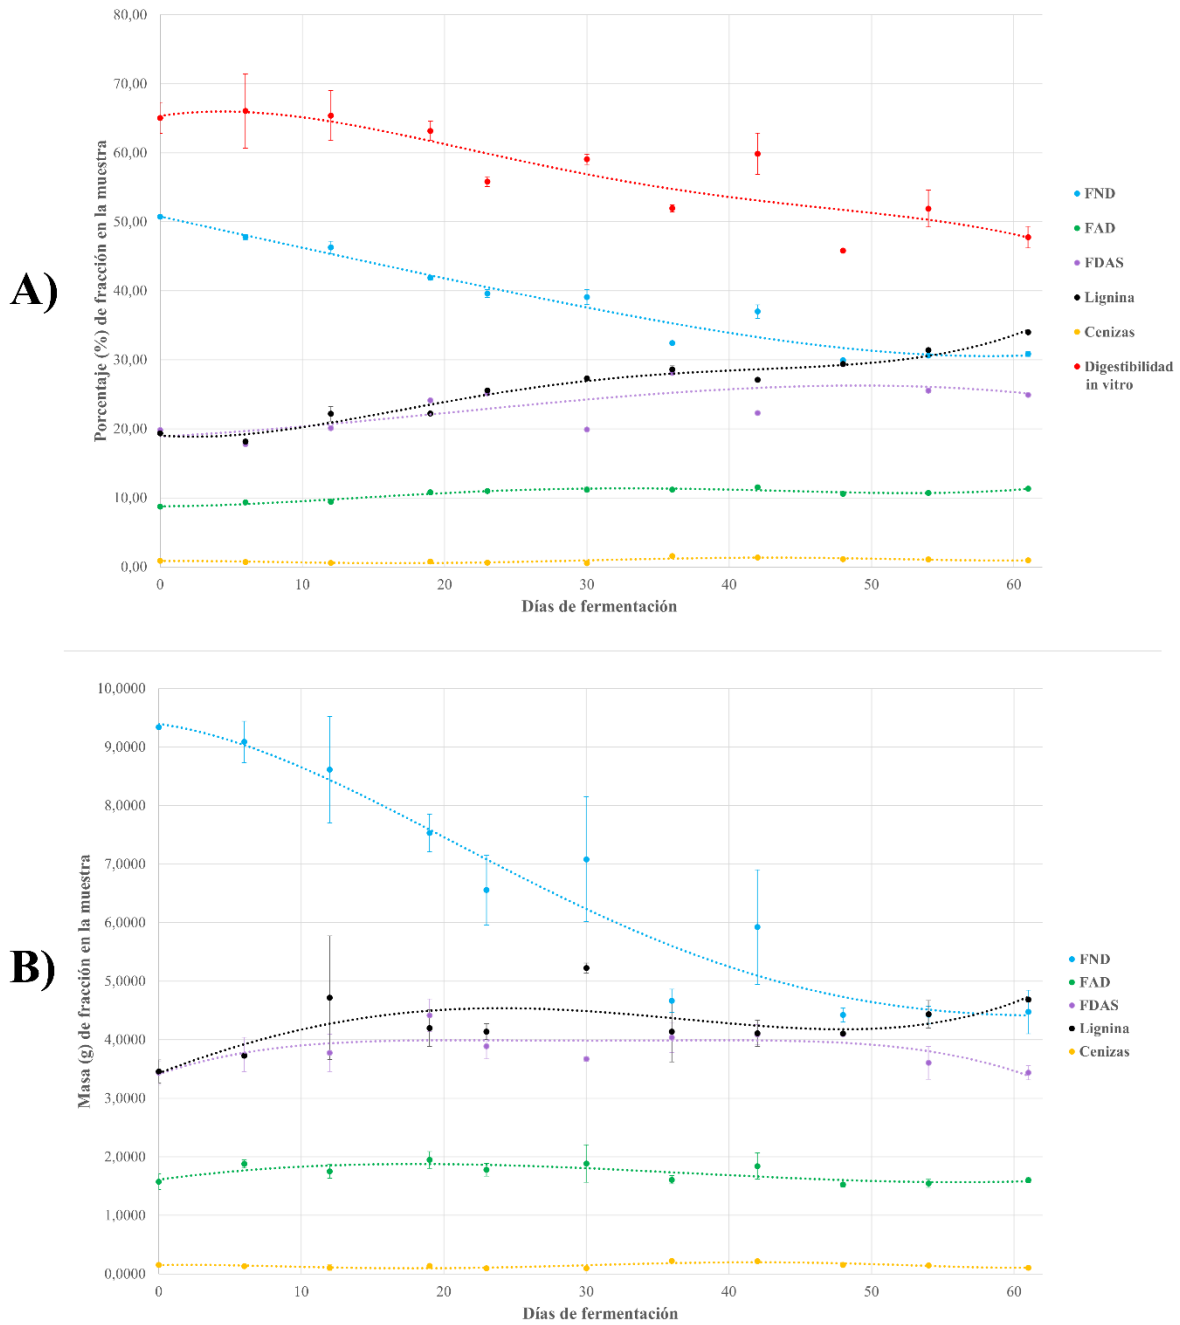 A)
Porcentaje (%) de fracción en la muestra
80,00
70,00
60,00
50,00
40,00
30,00
20,00
10,00
0,00
0 10 20 30 40 50 60
Días de fermentación
FND
FAD
FDAS
Lignina
Cenizas
Digestibilidad
in vitro
B)
Masa (g) de fracción en la muestra
10,0000
9,0000
8,0000
7,0000
6,0000
5,0000
4,0000
3,0000
2,0000
1,0000
0,0000
0 10 20 30 40 50 60
Días de fermentación
FND
FAD
FDAS
Lignina
Cenizas